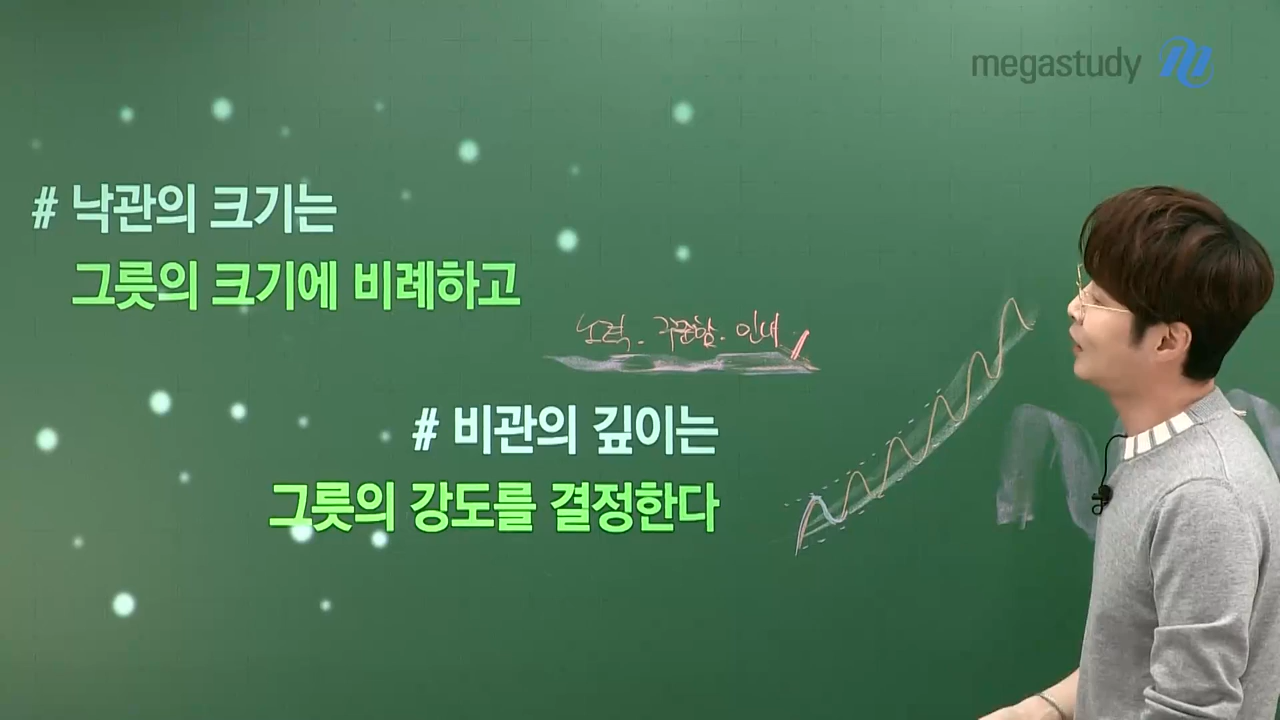 megastudy
# 낙관의 크기는
그릇의 크기에 비례하고
노력. 꾸준함. 인내
# 비관의 깊이는
그릇의 강도를 결정한다